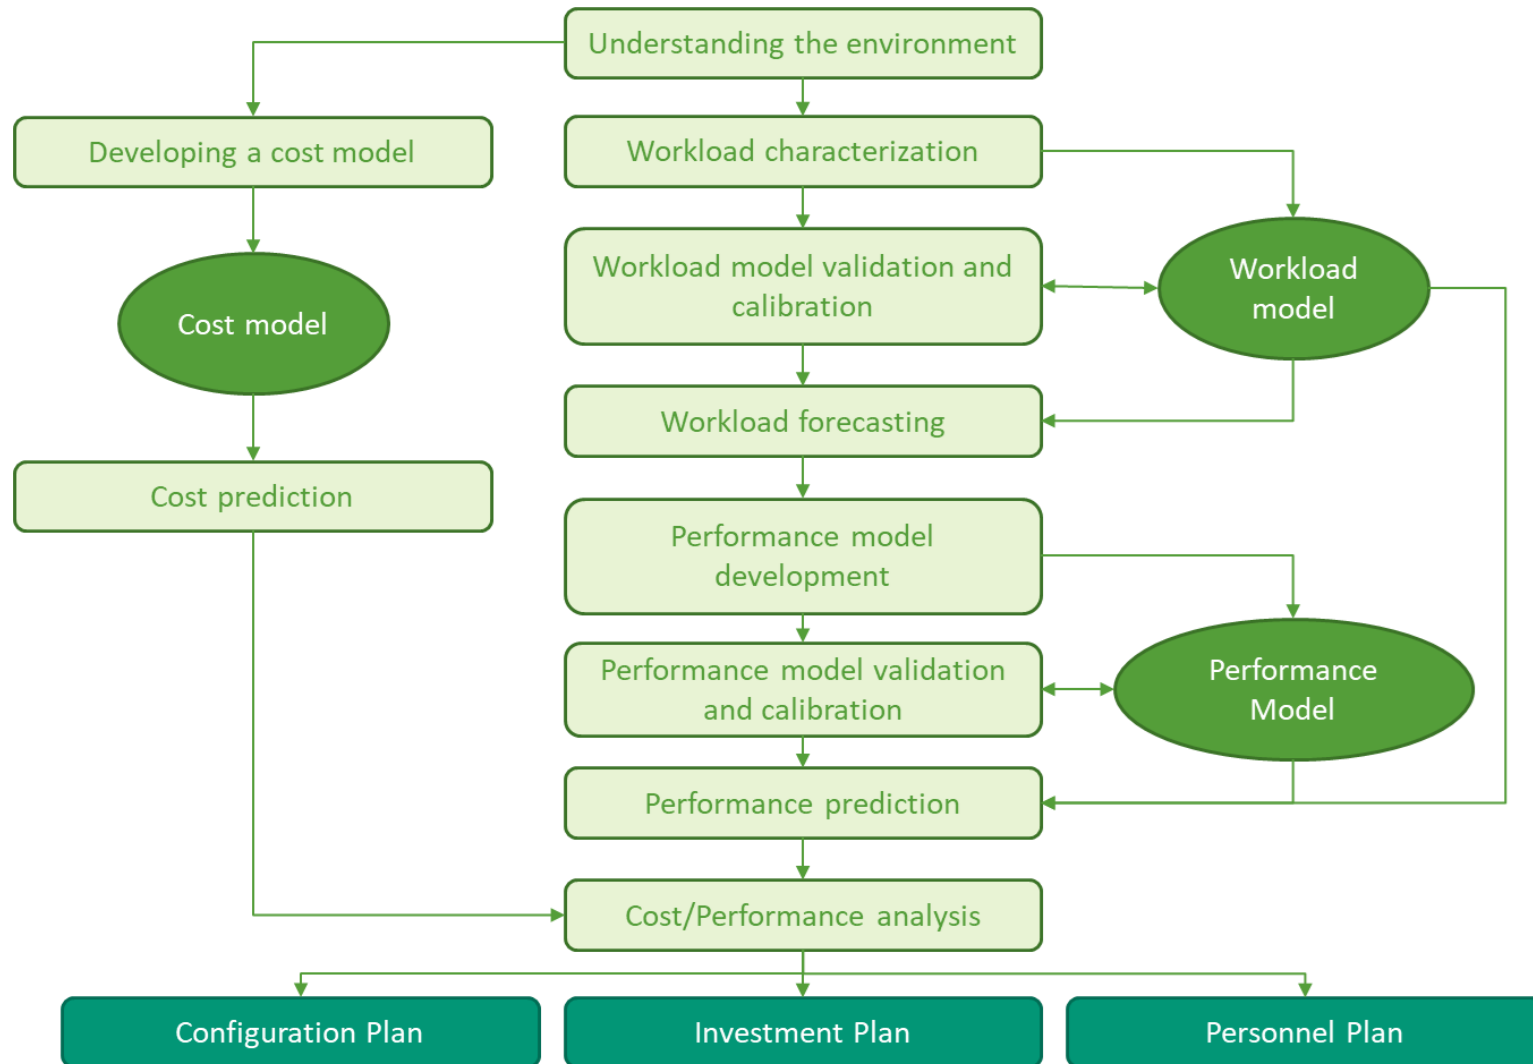 Understanding the environment
Developing a cost model
Workload characterization
Workload model validation and
calibration
Workload
model
Cost model
Workload forecasting
Cost prediction
Performance model
development
Performance model validation
and calibration
Performance
Model
Performance prediction
Cost/Performance analysis
Configuration Plan
Investment Plan
Personnel Plan